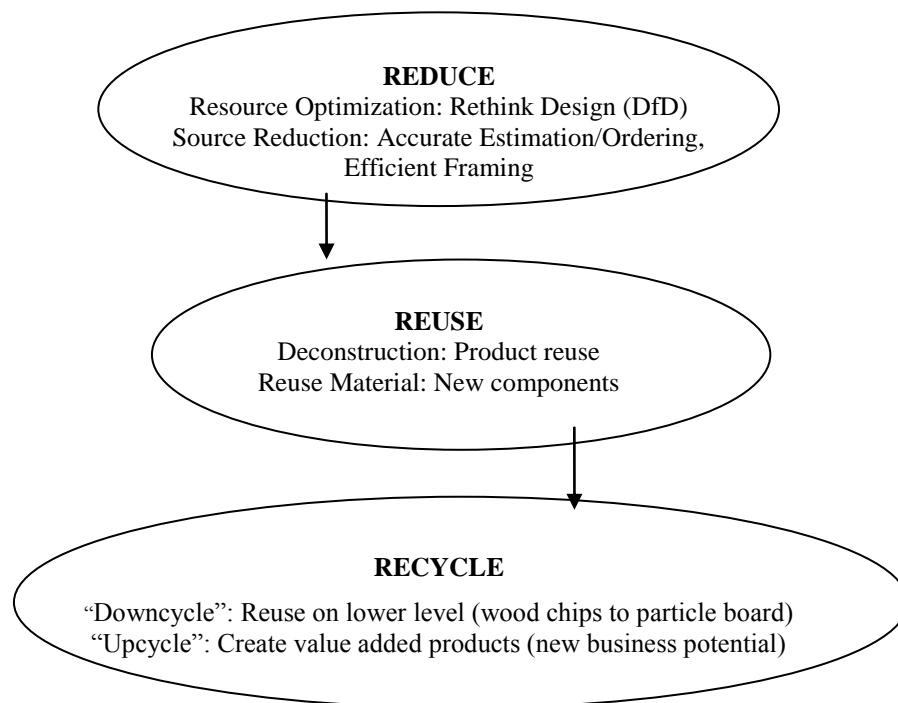 REDUCE
Resource Optimization: Rethink Design (DfD)
Source Reduction: Accurate Estimation/Ordering,
Efficient Framing
REUSE
Deconstruction: Product reuse
Reuse Material: New components
RECYCLE
“Downcycle”: Reuse on lower level (wood chips to particle board)
“Upcycle”: Create value added products (new business potential)